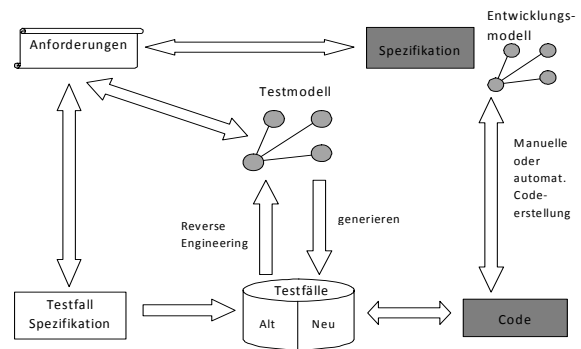 Entwicklungs-
modell
Anforderungen
Spezifikation
Testmodell
Manuelle
oder
automat.
Code-
erstellung
Reverse
Engineering
generieren
Testfall
Spezifikation
Testfälle
Alt
Neu
Code